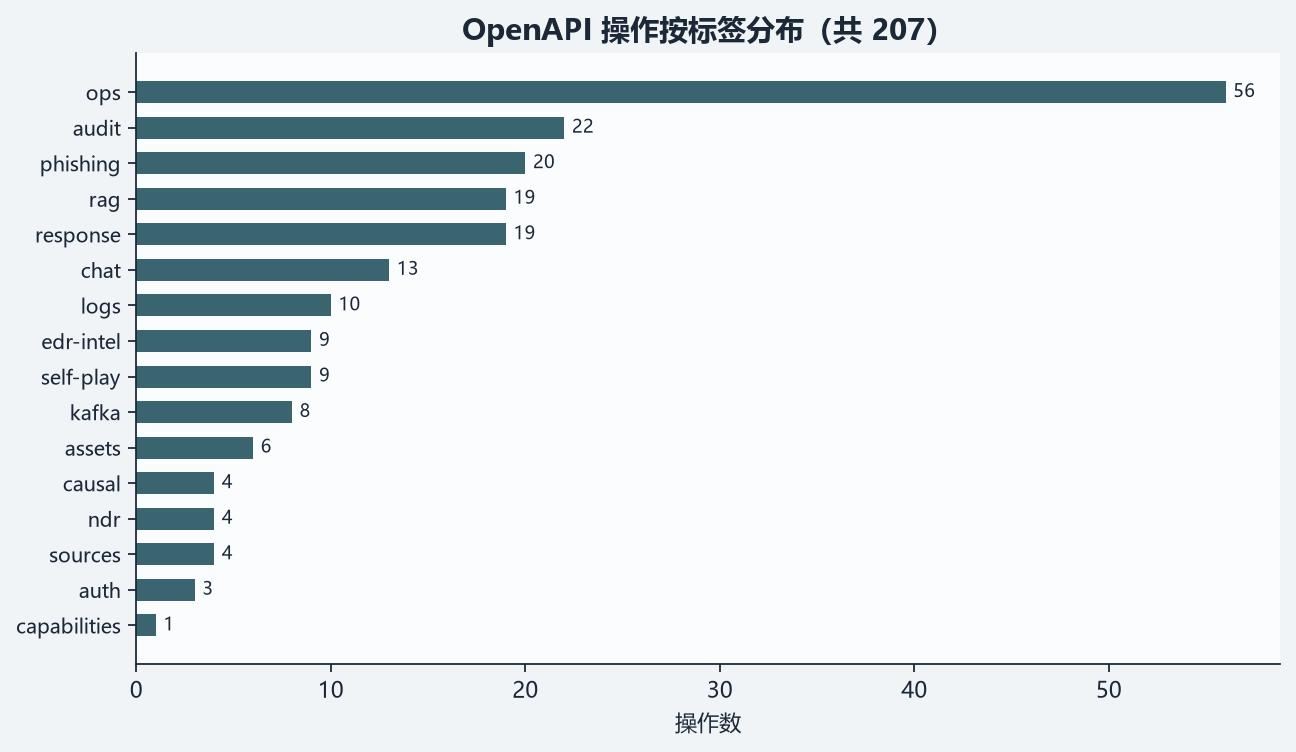 OpenAPI 操作按标签分布（共 207）
ops 56
audit 22
phishing 20
rag 19
response 19
chat 13
logs 10
edr-intel 9
self-play 9
kafka 8
assets 6
causal 4
ndr 4
sources 4
auth 3
capabilities 1
0 10 20 30 40 50
操作数